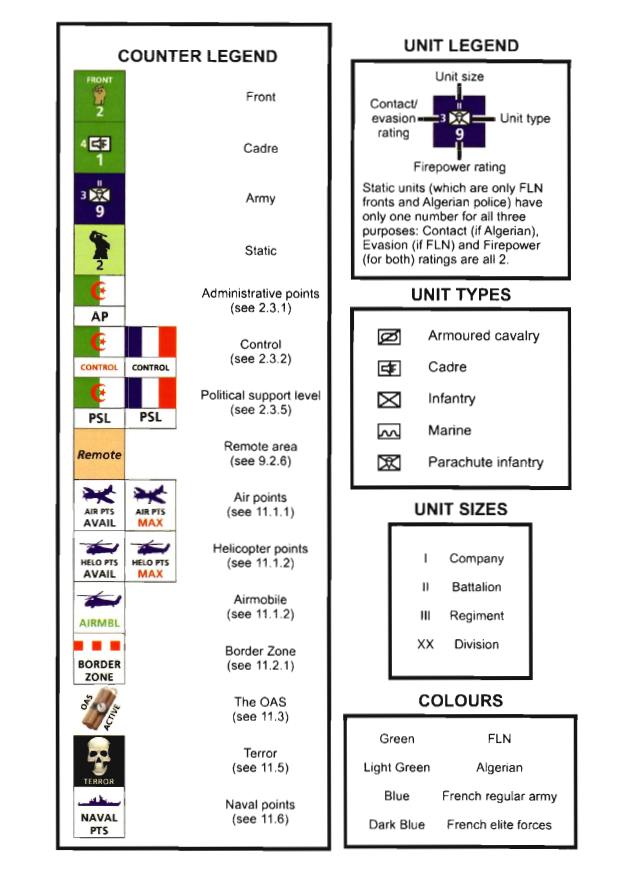 COUNTER LEGEND
FRONT
2
Front
4
1
Cadre
II
3
9
Army
2
Static
AP
Administrative points
(see 2.3.1)
CONTROL CONTROL
Control
(see 2.3.2)
PSL PSL
Political support level
(see 2.3.5)
Remote
Remote area
(see 9.2.6)
AIR PTS AIR PTS
AVAIL MAX
Air points
(see 11.1.1)
HELO PTS HELO PTS
AVAIL MAX
Helicopter points
(see 11.1.2)
AIRMBL
Airmobile
(see 11.1.2)
BORDER
ZONE
Border Zone
(see 11.2.1)
OAS
ACTIVE
The OAS
(see 11.3)
TERROR
Terror
(see 11.5)
NAVAL
PTS
Naval points
(see 11.6)
UNIT LEGEND
Unit size
Contact/
evasion
rating
II
3
9
Unit type
Firepower rating
Static units (which are only FLN
fronts and Algerian police) have
only one number for all three
purposes: Contact (if Algerian),
Evasion (if FLN) and Firepower
(for both) ratings are all 2.
UNIT TYPES
Armoured cavalry
Cadre
Infantry
Marine
Parachute infantry
UNIT SIZES
I Company
II Battalion
III Regiment
XX Division
COLOURS
Green FLN
Light Green Algerian
Blue French regular army
Dark Blue French elite forces